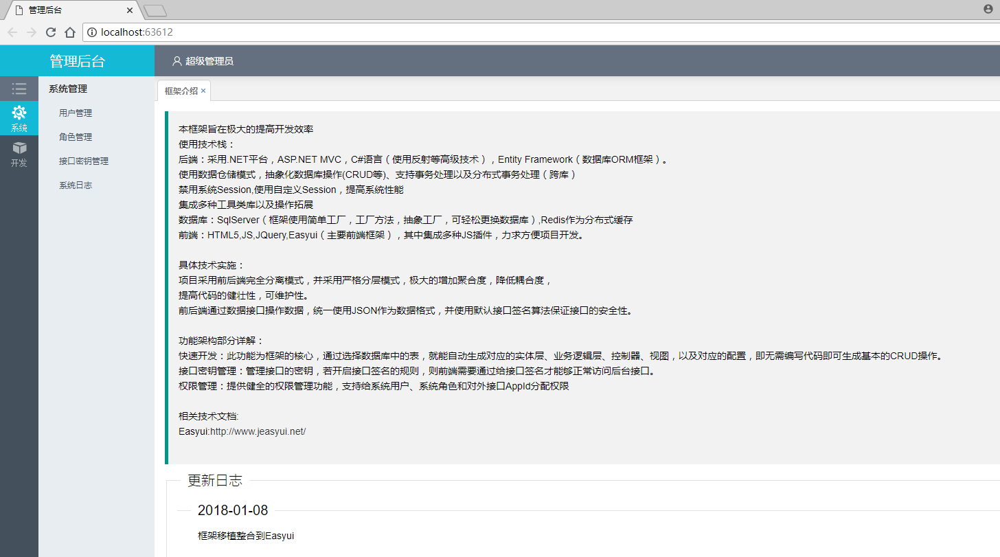 管理后台
localhost:63612
管理后台
超级管理员
系统
开发
系统管理
用户管理
角色管理
接口密钥管理
系统日志
框架介绍
本框架旨在极大的提高开发效率
使用技术栈：
后端：采用.NET平台，ASP.NET MVC，C#语言（使用反射等高级技术），Entity Framework（数据库ORM框架）。
使用数据仓储模式，抽象化数据库操作(CRUD等)、支持事务处理以及分布式事务处理（跨库）
禁用系统Session,使用自定义Session，提高系统性能
集成多种工具类库以及操作拓展
数据库：SqlServer（框架使用简单工厂，工厂方法，抽象工厂，可轻松更换数据库）,Redis作为分布式缓存
前端：HTML5,JS,JQuery,Easyui（主要前端框架），其中集成多种JS插件，力求方便项目开发。
具体技术实施：
项目采用前后端完全分离模式，并采用严格分层模式，极大的增加聚合度，降低耦合度，
提高代码的健壮性，可维护性。
前后端通过数据接口操作数据，统一使用JSON作为数据格式，并使用默认接口签名算法保证接口的安全性。
功能架构部分详解：
快速开发：此功能为框架的核心，通过选择数据库中的表，就能自动生成对应的实体层、业务逻辑层、控制器、视图，以及对应的配置，即无需编写代码即可生成基本的CRUD操作。
接口密钥管理：管理接口的密钥，若开启接口签名的规则，则前端需要通过给接口签名才能够正常访问后台接口。
权限管理：提供健全的权限管理功能，支持给系统用户、系统角色和对外接口AppId分配权限
相关技术文档:
Easyui:http://www.jeasyui.net/
更新日志
2018-01-08
框架移植整合到Easyui